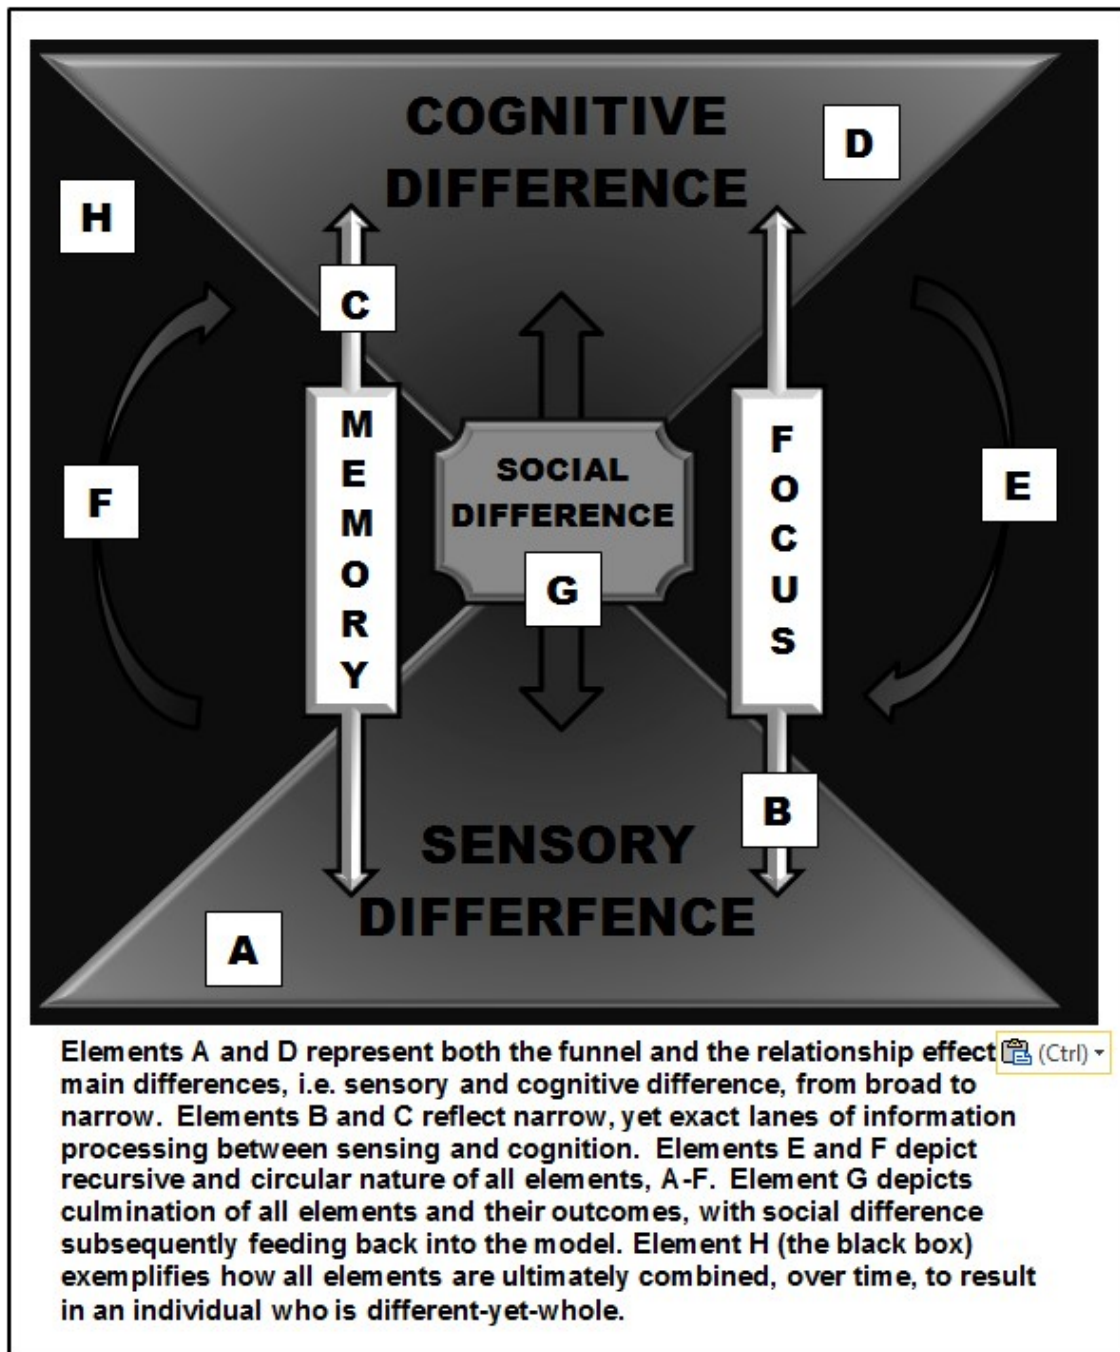 COGNITIVE
DIFFERENCE
D
H
C
MEMORY
FOCUS
SOCIAL
DIFFERENCE
F
E
G
B
SENSORY
DIFFERFENCE
A
Elements A and D represent both the funnel and the relationship effect (Ctrl)
main differences, i.e. sensory and cognitive difference, from broad to
narrow. Elements B and C reflect narrow, yet exact lanes of information
processing between sensing and cognition. Elements E and F depict
recursive and circular nature of all elements, A-F. Element G depicts
culmination of all elements and their outcomes, with social difference
subsequently feeding back into the model. Element H (the black box)
exemplifies how all elements are ultimately combined, over time, to result
in an individual who is different-yet-whole.